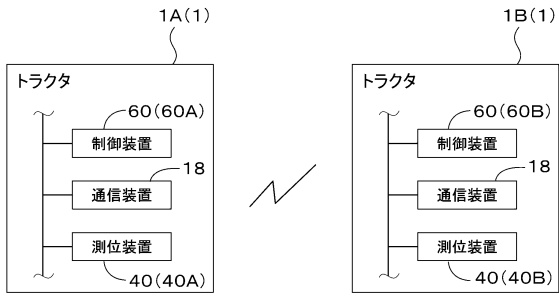 1A(1)
トラクタ
60(60A)
制御装置
18
通信装置
測位装置
40(40A)
1B(1)
トラクタ
60(60B)
制御装置
18
通信装置
測位装置
40(40B)